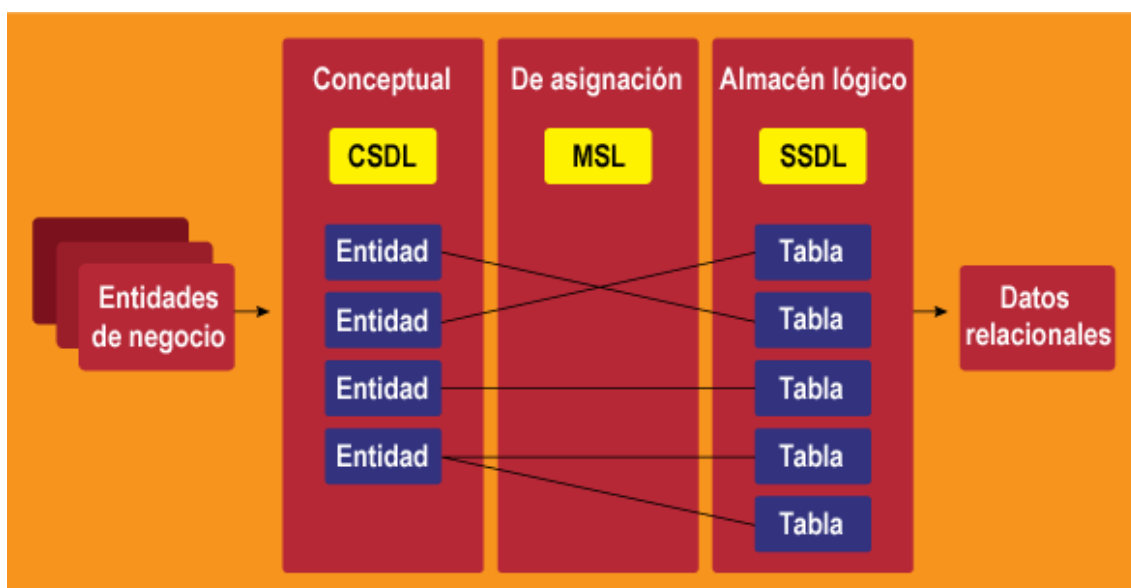 Conceptual
De asignación
Almacén lógico
CSDL
MSL
SSDL
Entidades
de negocio
Entidad
Entidad
Entidad
Entidad
Tabla
Tabla
Tabla
Tabla
Tabla
Datos
relacionales